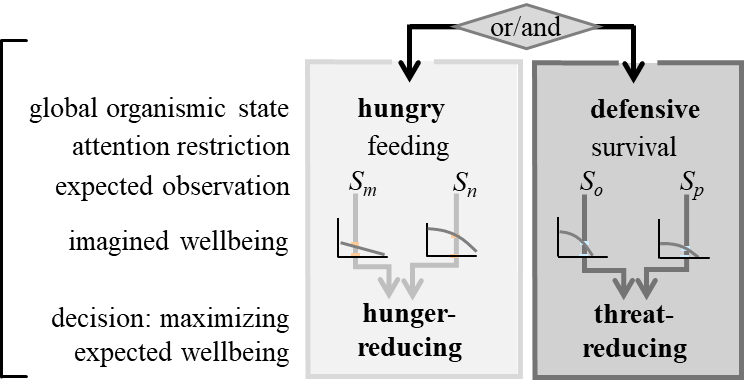 or/and
global organismic state hungry defensive
attention restriction feeding survival
expected observation Sm Sn So Sp
imagined wellbeing
decision: maximizing hunger- threat-
expected wellbeing reducing reducing